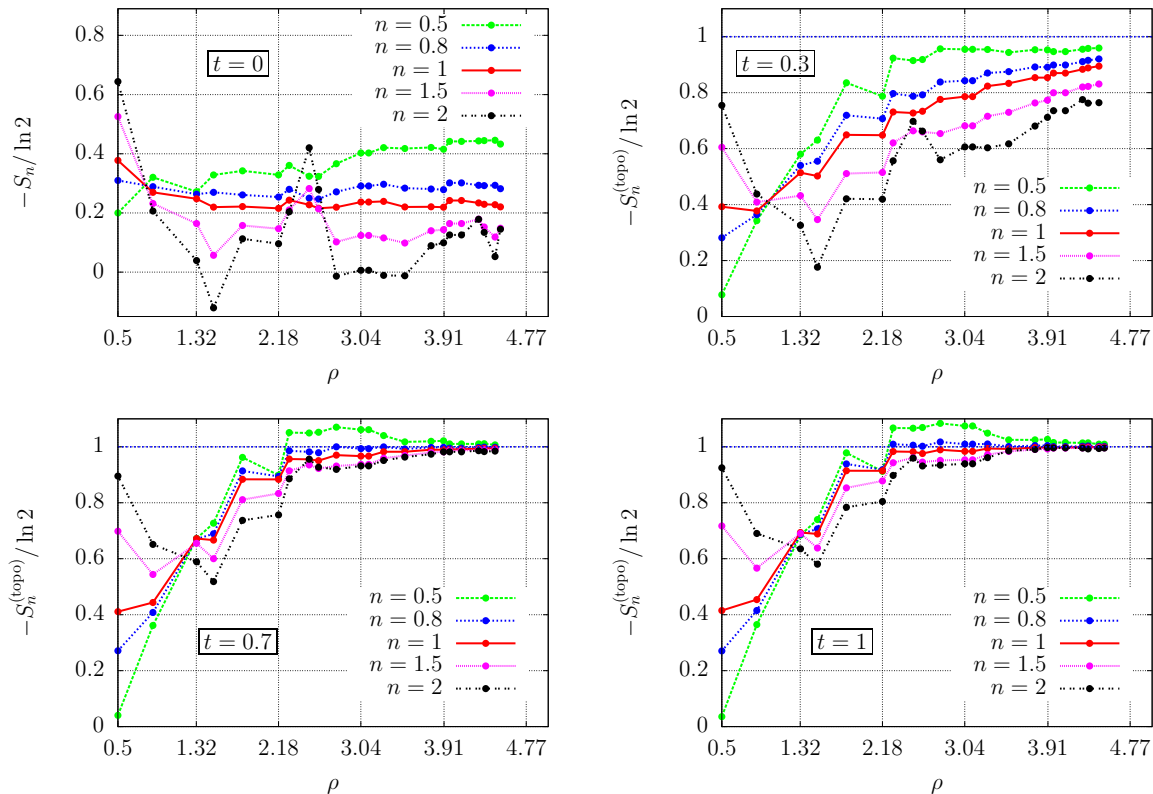 0.8
0.6
0.4
0.2
0
−S_n/ ln 2
0.5 1.32 2.18 3.04 3.91 4.77
ρ
t = 0
n = 0.5
n = 0.8
n = 1
n = 1.5
n = 2
1
0.8
0.6
0.4
0.2
0
−S_n^(topo)/ ln 2
0.5 1.32 2.18 3.04 3.91 4.77
ρ
t = 0.3
n = 0.5
n = 0.8
n = 1
n = 1.5
n = 2
1
0.8
0.6
0.4
0.2
0
−S_n^(topo)/ ln 2
0.5 1.32 2.18 3.04 3.91 4.77
ρ
t = 0.7
n = 0.5
n = 0.8
n = 1
n = 1.5
n = 2
1
0.8
0.6
0.4
0.2
0
−S_n^(topo)/ ln 2
0.5 1.32 2.18 3.04 3.91 4.77
ρ
t = 1
n = 0.5
n = 0.8
n = 1
n = 1.5
n = 2